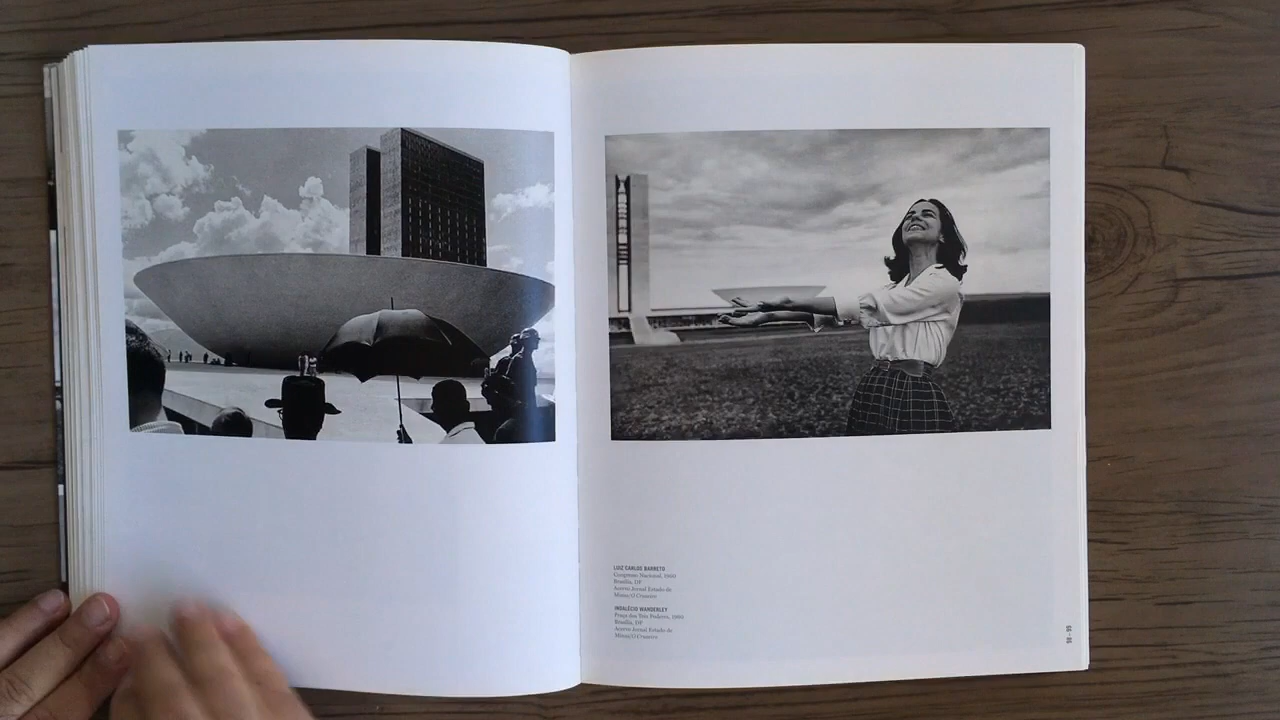 LUIZ CARLOS BARRETO
Congresso Nacional, 1960
Brasília, DF
Acervo Jornal Estado de
Minas/O Cruzeiro
INDALÉCIO WANDERLEY
Praça dos Três Poderes, 1960
Brasília, DF
Acervo Jornal Estado de
Minas/O Cruzeiro